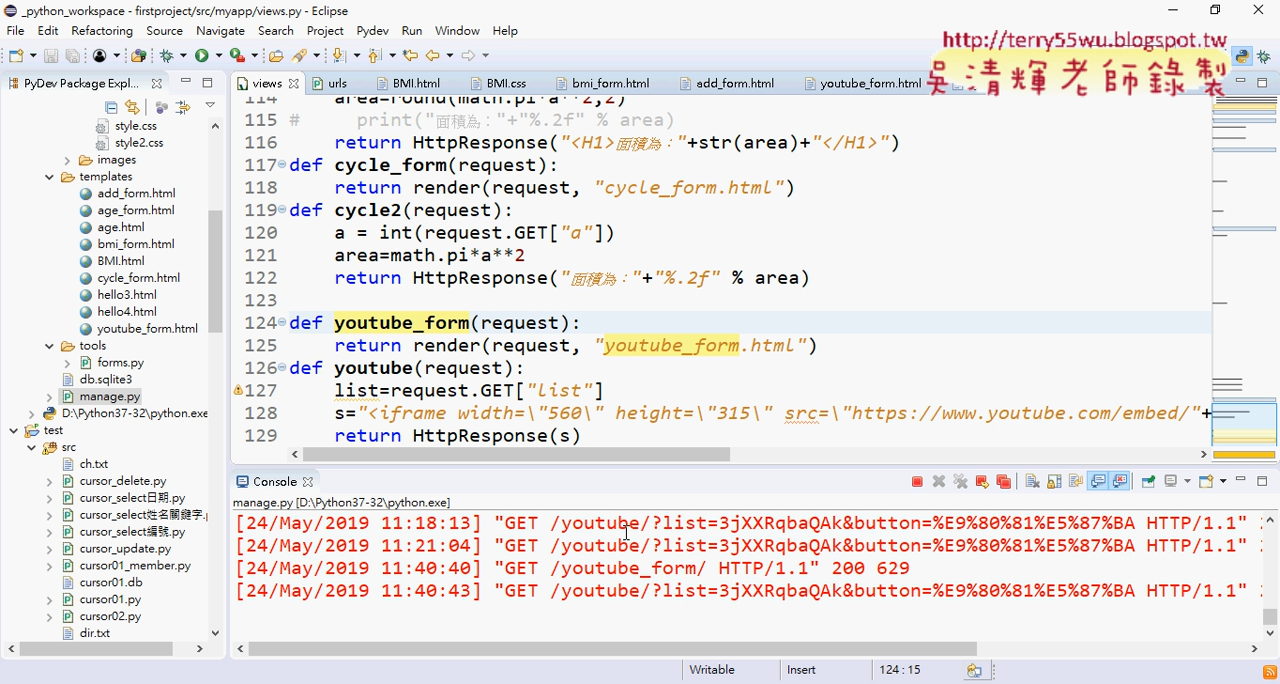 _python_workspace - firstproject/src/myapp/views.py - Eclipse
File Edit Refactoring Source Navigate Search Project Pydev Run Window Help
http://terry55wu.blogspot.tw
吳清輝老師錄製
PyDev Package Expl...
views
BMI.html
BMI.css
bmi_form.html
add_form.html
youtube_form.html
style.css
style2.css
images
templates
add_form.html
age_form.html
age.html
bmi_form.html
BMI.html
cycle_form.html
hello3.html
hello4.html
youtube_form.html
tools
forms.py
db.sqlite3
manage.py
D:\Python37-32\python.exe
test
src
ch.txt
cursor_delete.py
cursor_select日期.py
cursor_select姓名關鍵字.
cursor_select編號.py
cursor_update.py
cursor01_member.py
cursor01.db
cursor01.py
cursor02.py
dir.txt
114 area=round(math.pi*a**2,2)
115 # print("面積為："+"%.2f" % area)
116 return HttpResponse("<H1>面積為："+str(area)+"</H1>")
117 def cycle_form(request):
118 return render(request, "cycle_form.html")
119 def cycle2(request):
120 a = int(request.GET["a"])
121 area=math.pi*a**2
122 return HttpResponse("面積為："+"%.2f" % area)
123
124 def youtube_form(request):
125 return render(request, "youtube_form.html")
126 def youtube(request):
127 list=request.GET["list"]
128 s="<iframe width=\"560\" height=\"315\" src=\"https://www.youtube.com/embed/"+
129 return HttpResponse(s)
Console
manage.py [D:\Python37-32\python.exe]
[24/May/2019 11:18:13] "GET /youtube/?list=3jXXRqbaQAk&button=%E9%80%81%E5%87%BA HTTP/1.1"
[24/May/2019 11:21:04] "GET /youtube/?list=3jXXRqbaQAk&button=%E9%80%81%E5%87%BA HTTP/1.1"
[24/May/2019 11:40:40] "GET /youtube_form/ HTTP/1.1" 200 629
[24/May/2019 11:40:43] "GET /youtube/?list=3jXXRqbaQAk&button=%E9%80%81%E5%87%BA HTTP/1.1"
Writable Insert 124 : 15